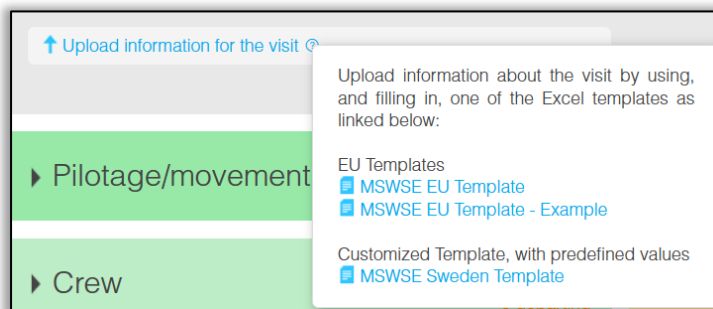 Upload information for the visit
Upload information about the visit by using,
and filling in, one of the Excel templates as
linked below:
EU Templates
MSWSE EU Template
MSWSE EU Template - Example
Customized Template, with predefined values
MSWSE Sweden Template
Pilotage/movement
Crew